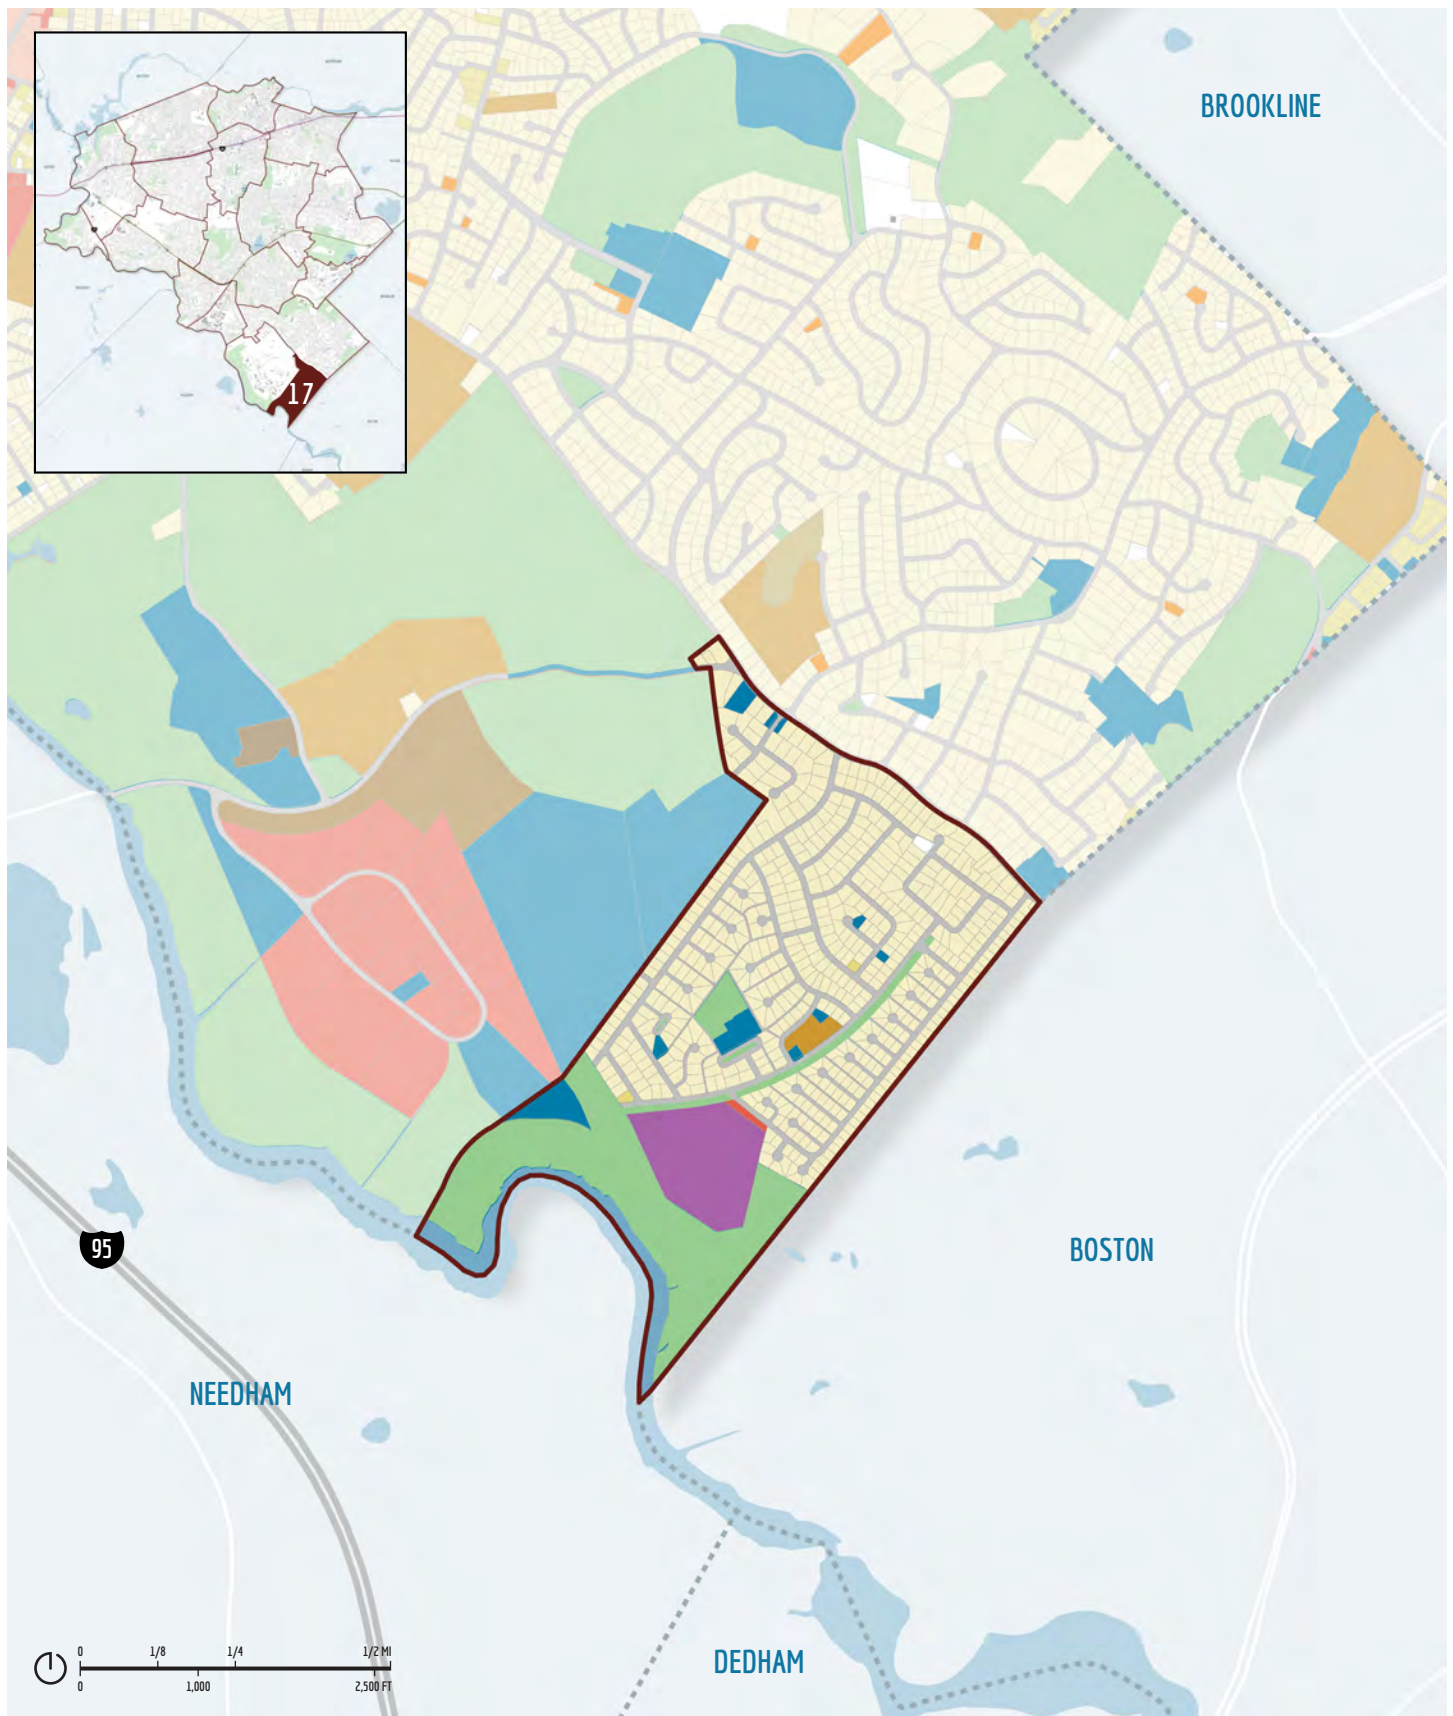 BROOKLINE
17
95
BOSTON
NEEDHAM
DEDHAM
0 1/8 1/4 1/2 MI
0 1,000 2,500 FT